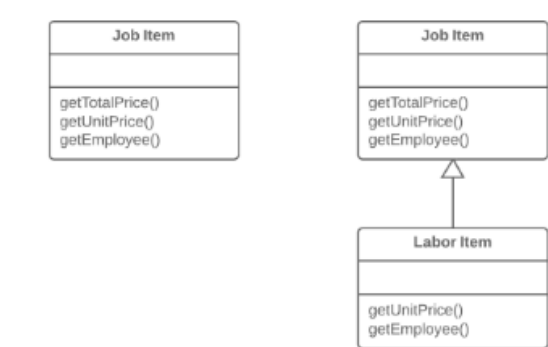 Job Item
getTotalPrice()
getUnitPrice()
getEmployee()
Job Item
getTotalPrice()
getUnitPrice()
getEmployee()
Labor Item
getUnitPrice()
getEmployee()